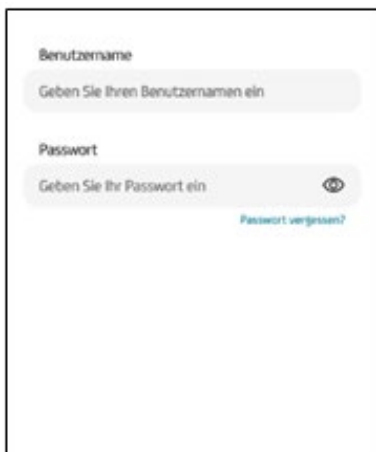 Benutzername
Geben Sie Ihren Benutzernamen ein
Passwort
Geben Sie Ihr Passwort ein
Passwort vergessen?